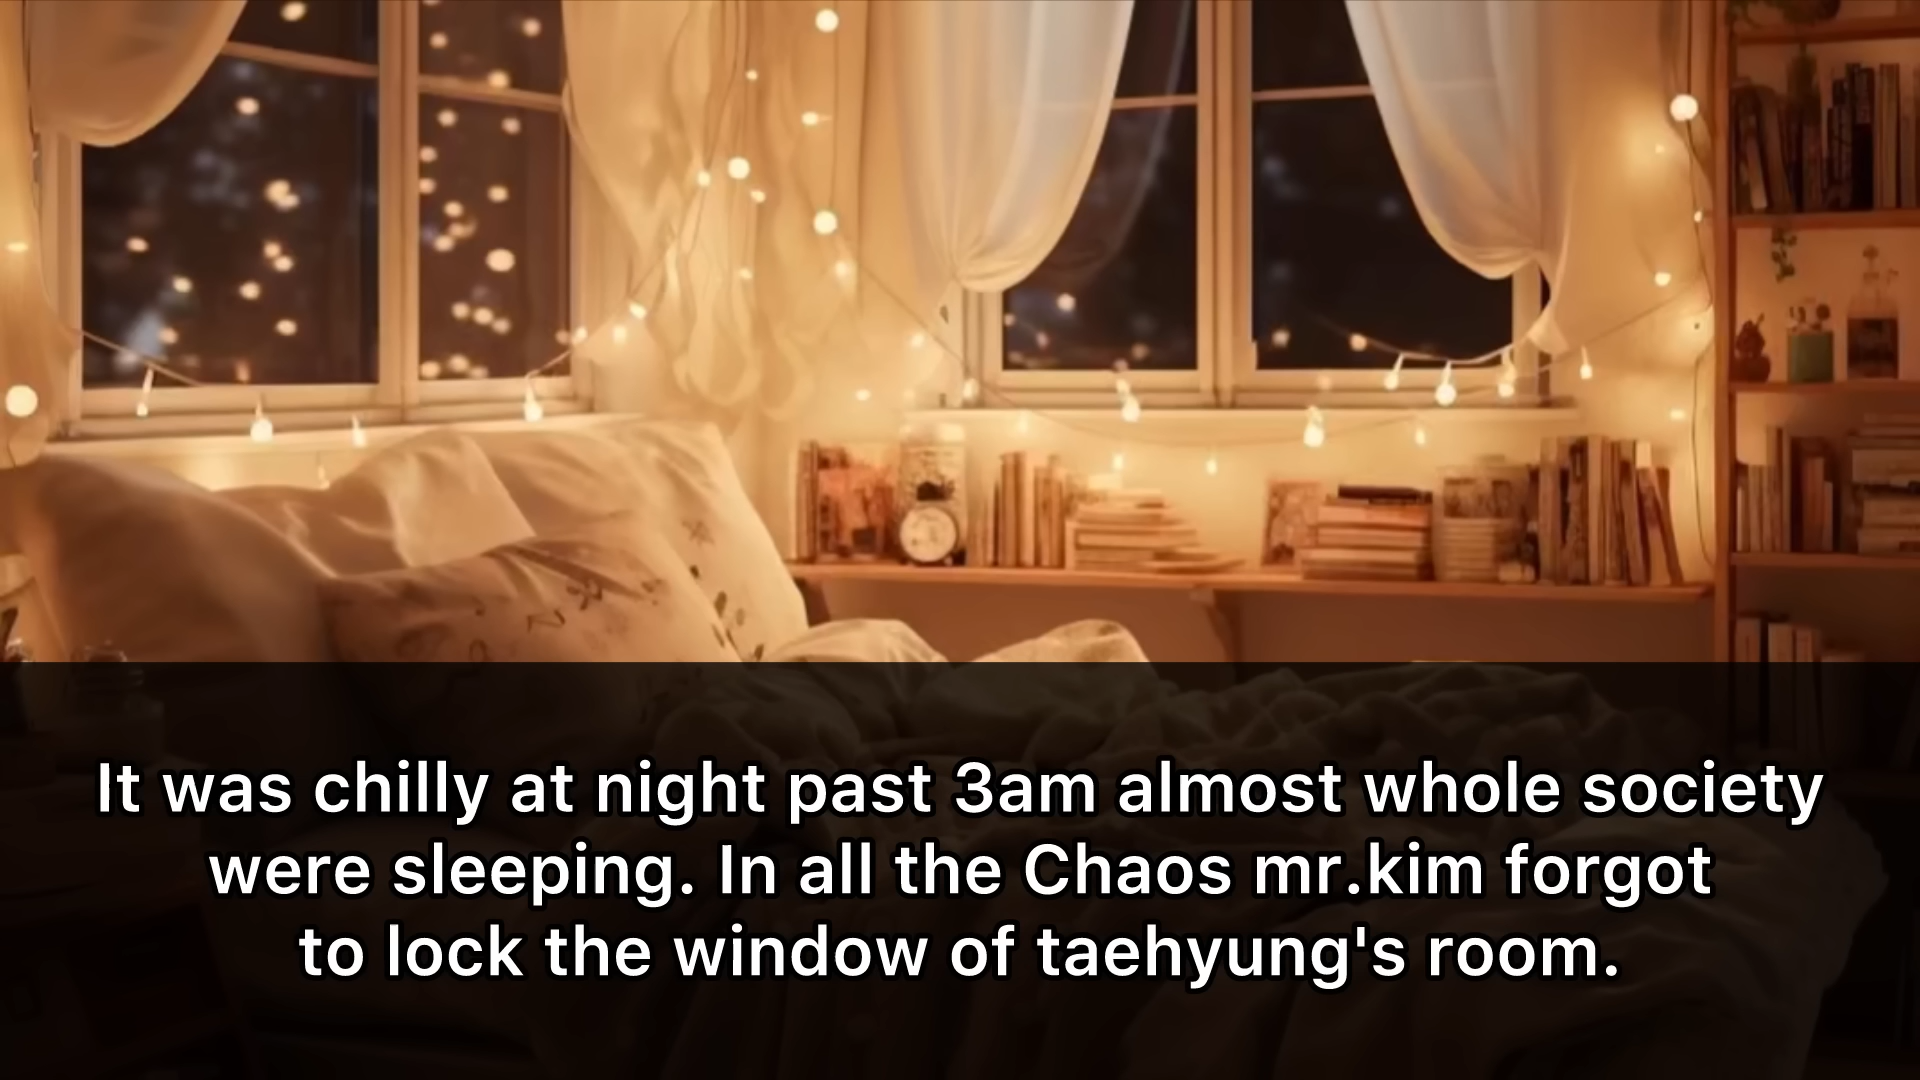 It was chilly at night past 3am almost whole society
were sleeping. In all the Chaos mr.kim forgot
to lock the window of taehyung's room.